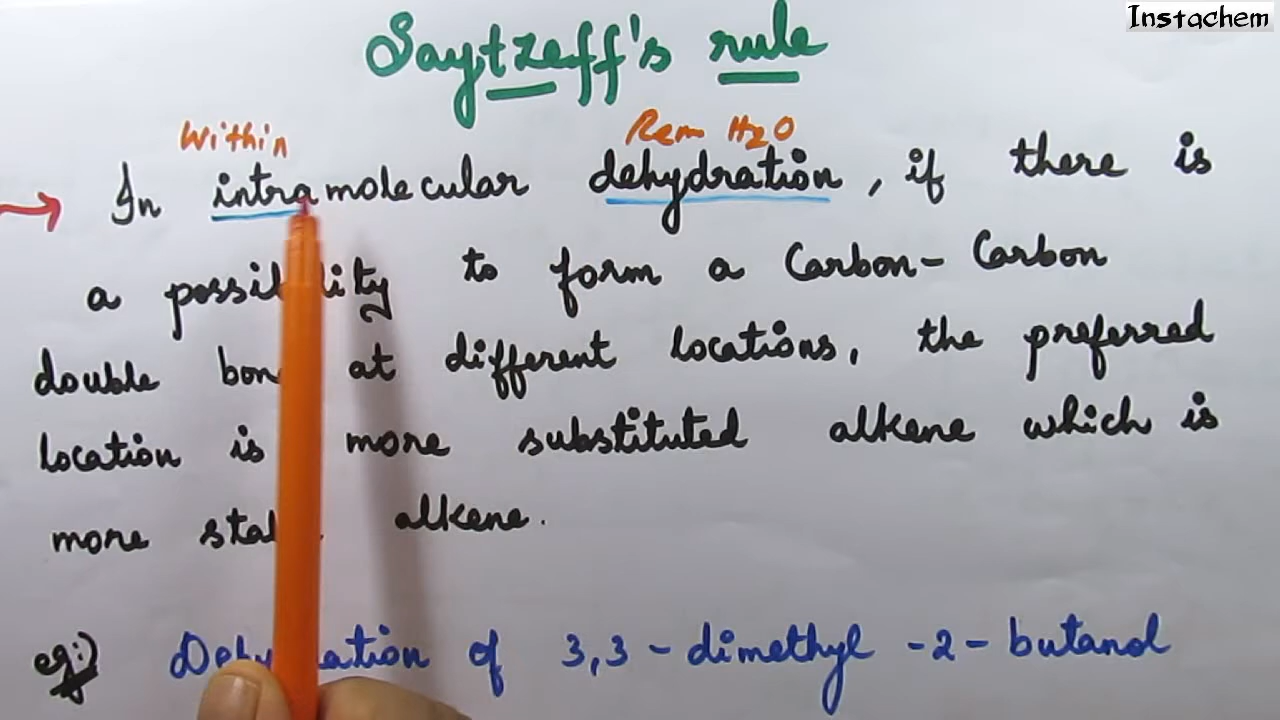 Instachem
Saytzeff's rule
Within Rem H2O
In intramolecular dehydration, if there is
a possibility to form a Carbon-Carbon
double bon at different locations, the preferred
location is more substituted alkene which is
more stab alkene.
eg:) Dehydration of 3,3-dimethyl-2-butanol